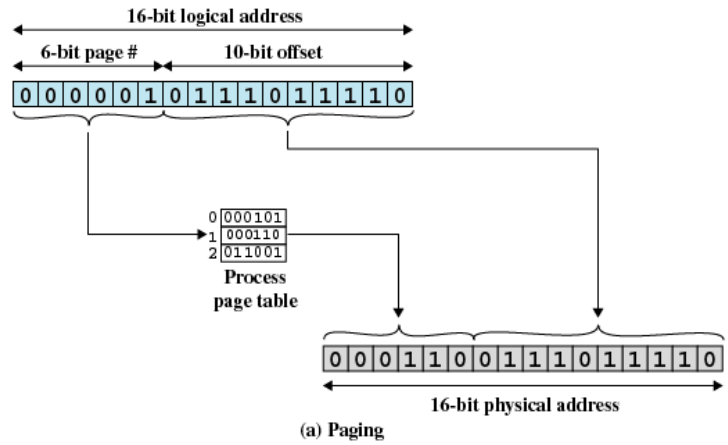 16-bit logical address
6-bit page # 10-bit offset
0 0 0 0 0 1 0 1 1 1 0 1 1 1 1 0
0 000101
1 000110
2 011001
Process
page table
0 0 0 1 1 0 0 1 1 1 0 1 1 1 1 0
16-bit physical address
(a) Paging